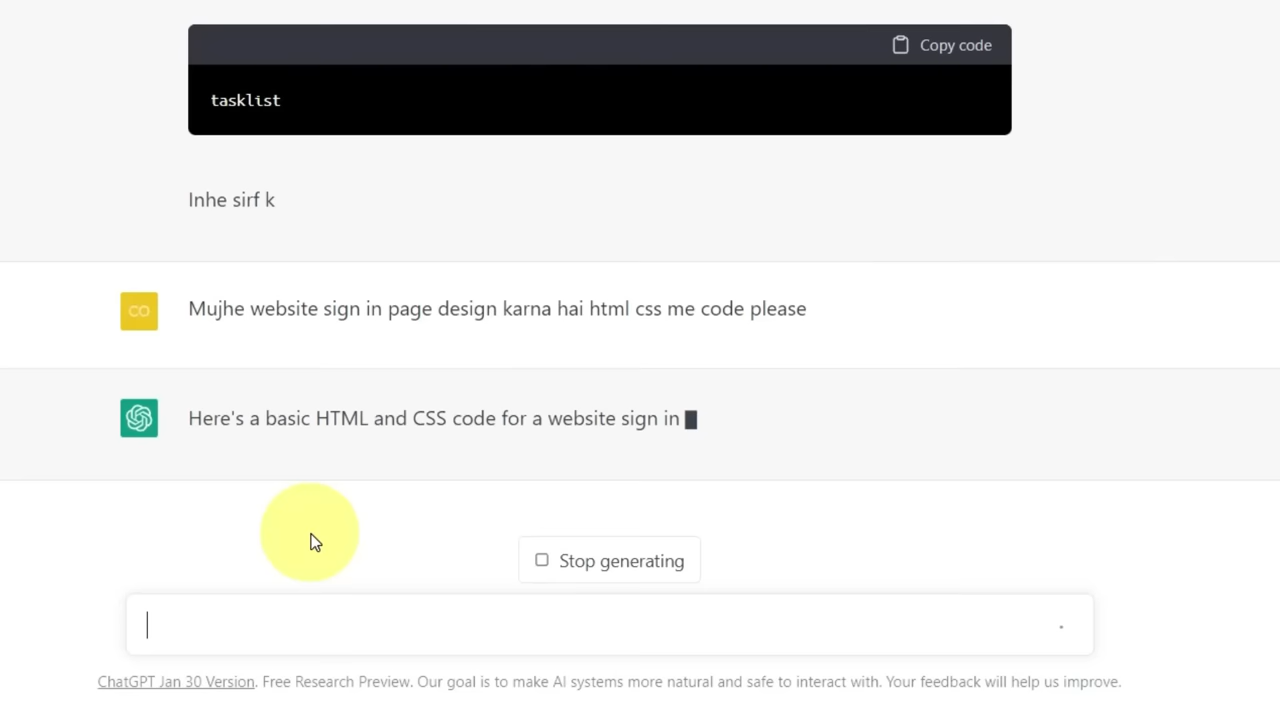 Copy code
tasklist
Inhe sirf k
CO
Mujhe website sign in page design karna hai html css me code please
Here's a basic HTML and CSS code for a website sign in
Stop generating
ChatGPT Jan 30 Version. Free Research Preview. Our goal is to make AI systems more natural and safe to interact with. Your feedback will help us improve.